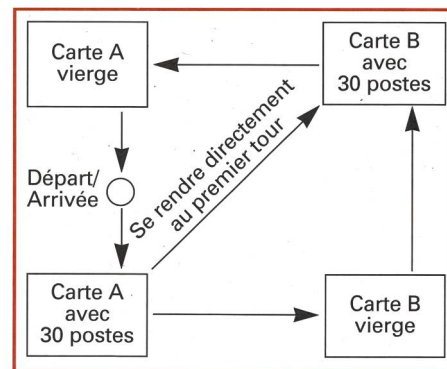 Carte A
vierge
Carte B
avec
30 postes
Se rendre directement
au premier tour
Départ/
Arrivée
Carte A
avec
30 postes
Carte B
vierge